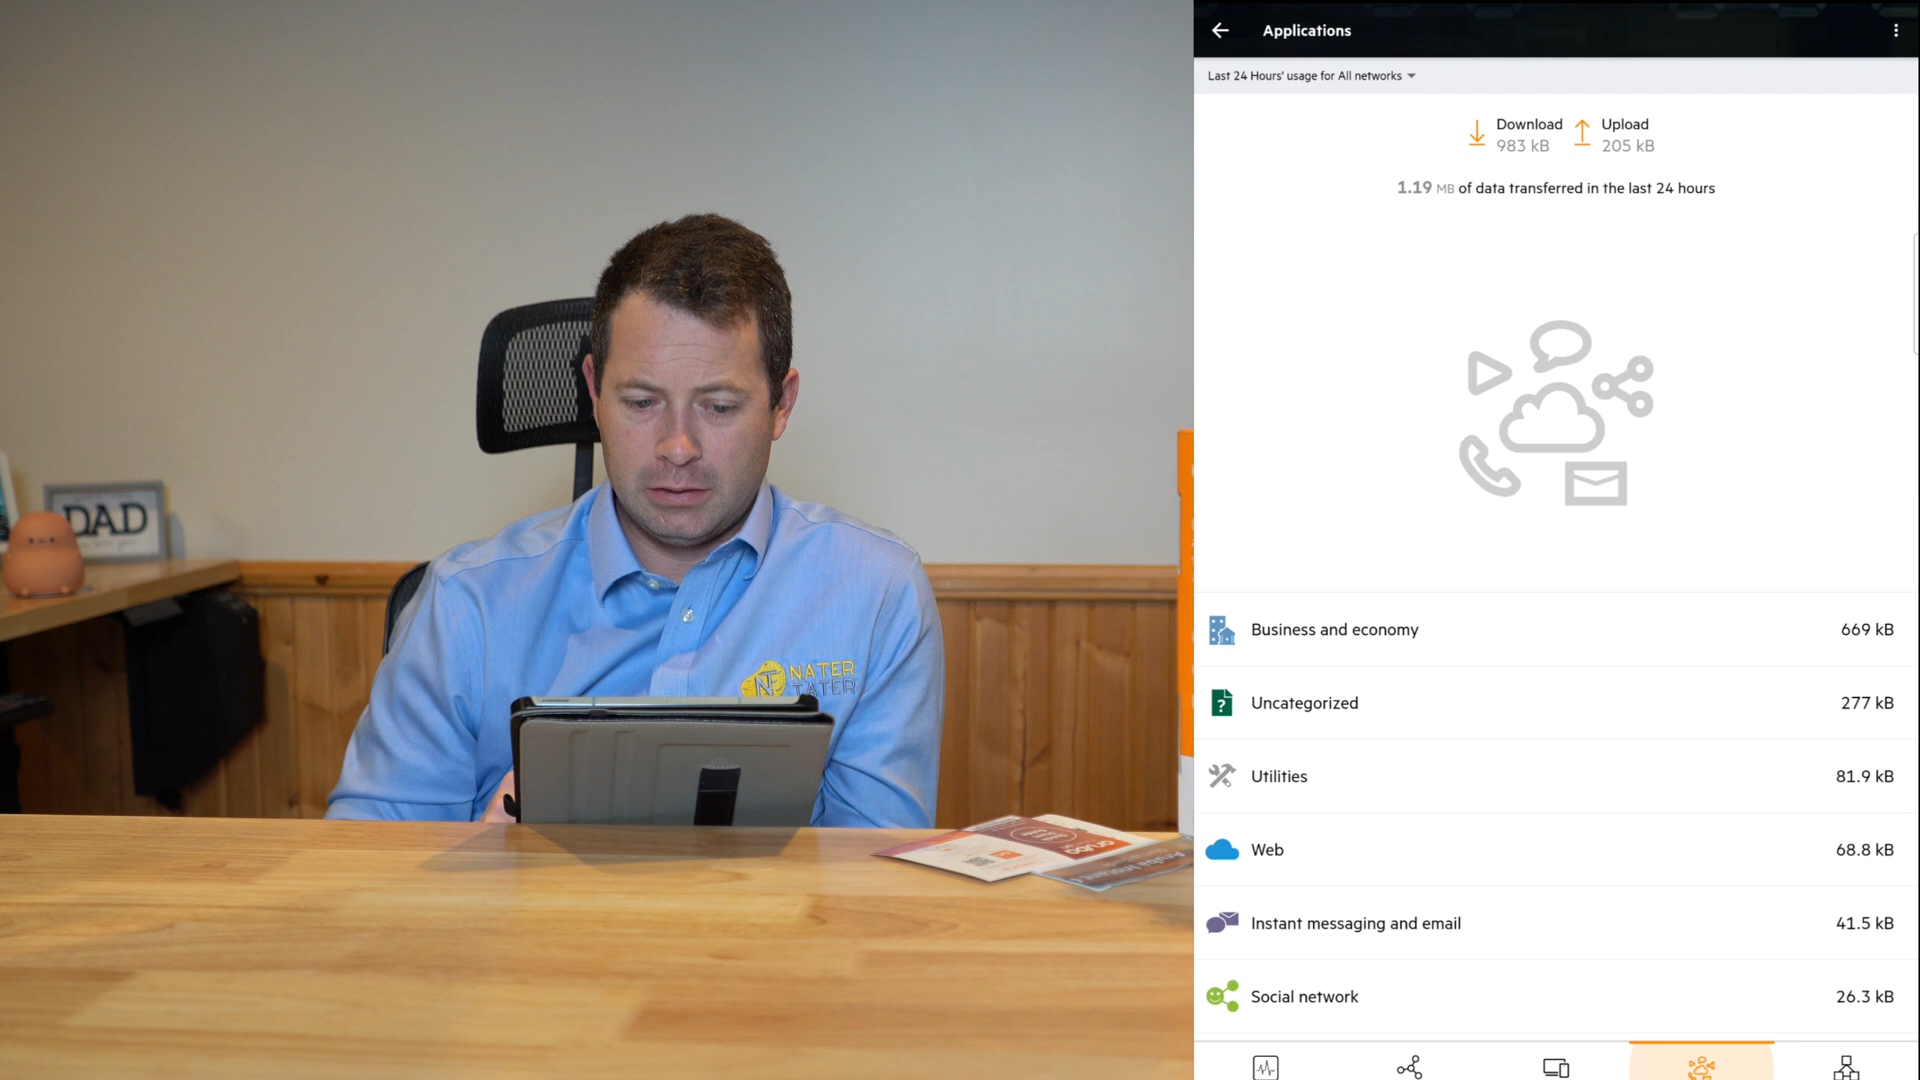 DAD
NATER
TATER
aruba
Applications
Last 24 Hours' usage for All networks
Download
983 kB
Upload
205 kB
1.19 MB of data transferred in the last 24 hours
Business and economy 669 kB
? Uncategorized 277 kB
Utilities 81.9 kB
Web 68.8 kB
Instant messaging and email 41.5 kB
Social network 26.3 kB